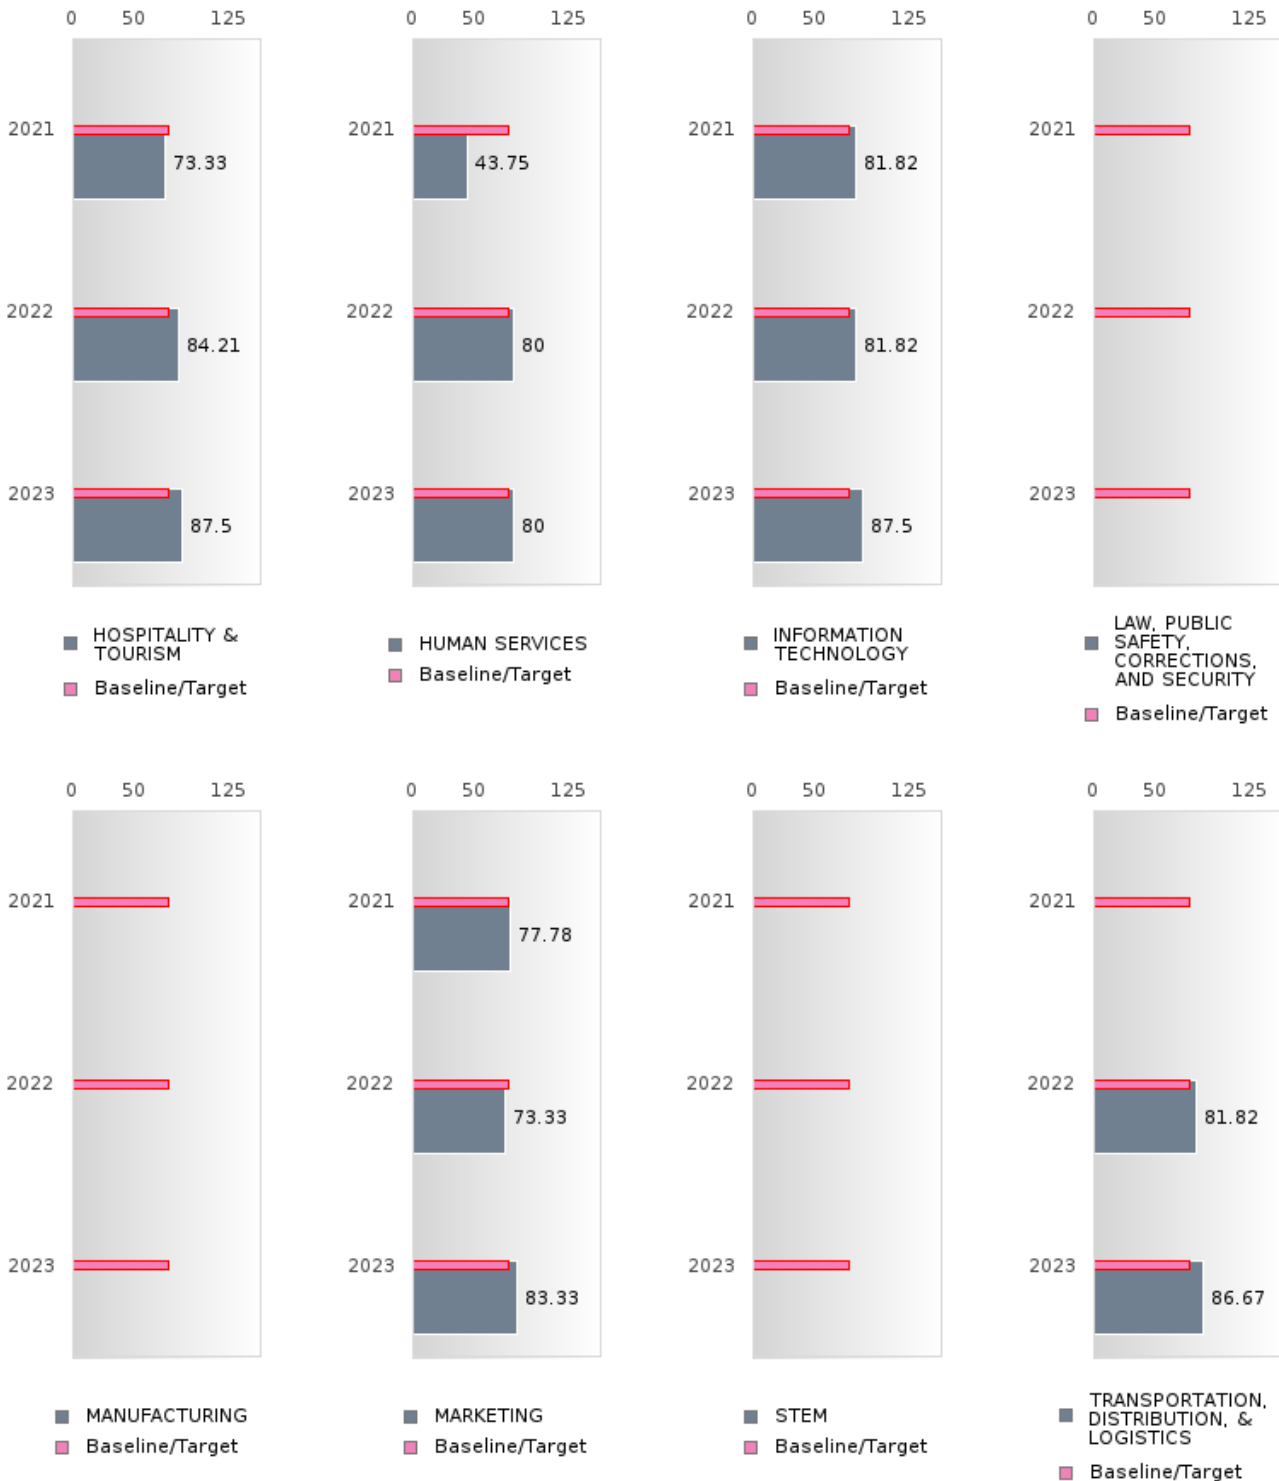 0 50 125
2021
73.33
2022
84.21
2023
87.5
HOSPITALITY &
TOURISM
Baseline/Target
0 50 125
2021
43.75
2022
80
2023
80
HUMAN SERVICES
Baseline/Target
0 50 125
2021
81.82
2022
81.82
2023
87.5
INFORMATION
TECHNOLOGY
Baseline/Target
0 50 125
2021
2022
2023
LAW, PUBLIC
SAFETY,
CORRECTIONS,
AND SECURITY
Baseline/Target
0 50 125
2021
2022
2023
MANUFACTURING
Baseline/Target
0 50 125
2021
77.78
2022
73.33
2023
83.33
MARKETING
Baseline/Target
0 50 125
2021
2022
2023
STEM
Baseline/Target
0 50 125
2021
2022
81.82
2023
86.67
TRANSPORTATION,
DISTRIBUTION, &
LOGISTICS
Baseline/Target